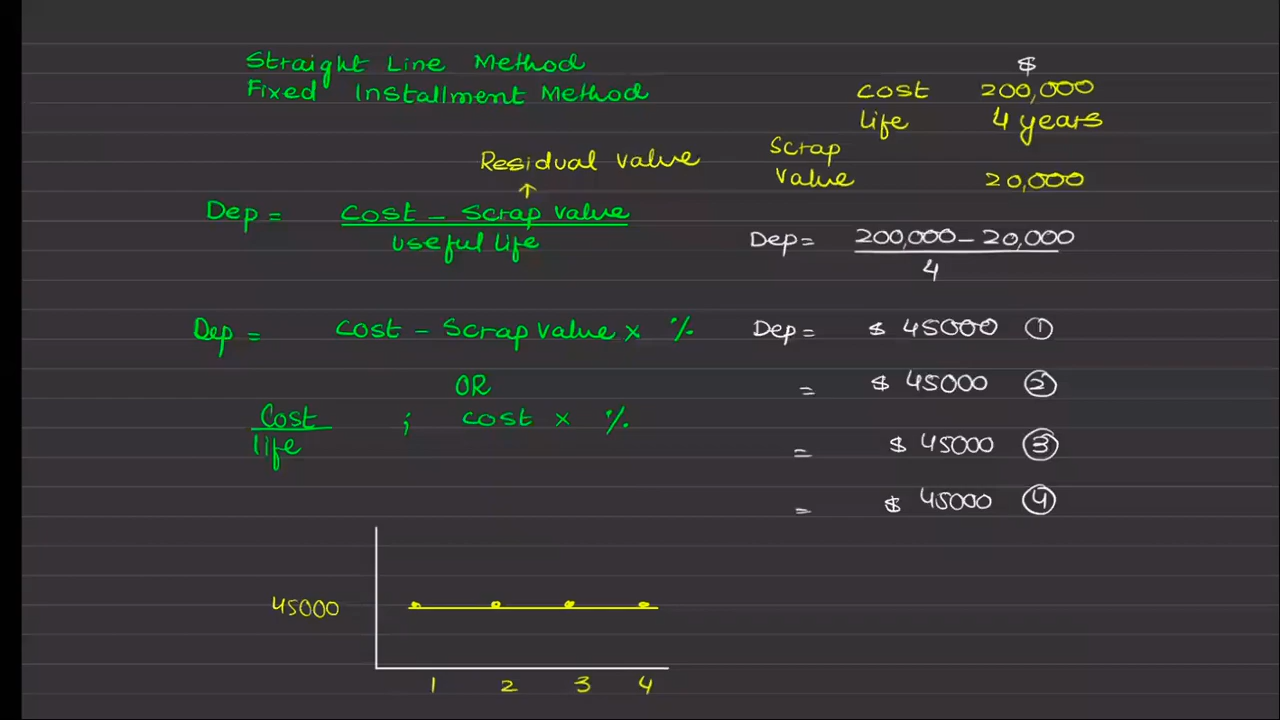 Straight Line Method
Fixed Installment Method
Residual value
↑
Dep = cost - Scrap value
useful life
Dep = cost - Scrap value x %
OR
Cost ; cost x %
life
45000
1 2 3 4
$
cost 200,000
life 4 years
Scrap
value 20,000
Dep = 200,000 - 20,000
4
Dep = $ 45000 ①
= $ 45000 ②
= $ 45000 ③
= $ 45000 ④